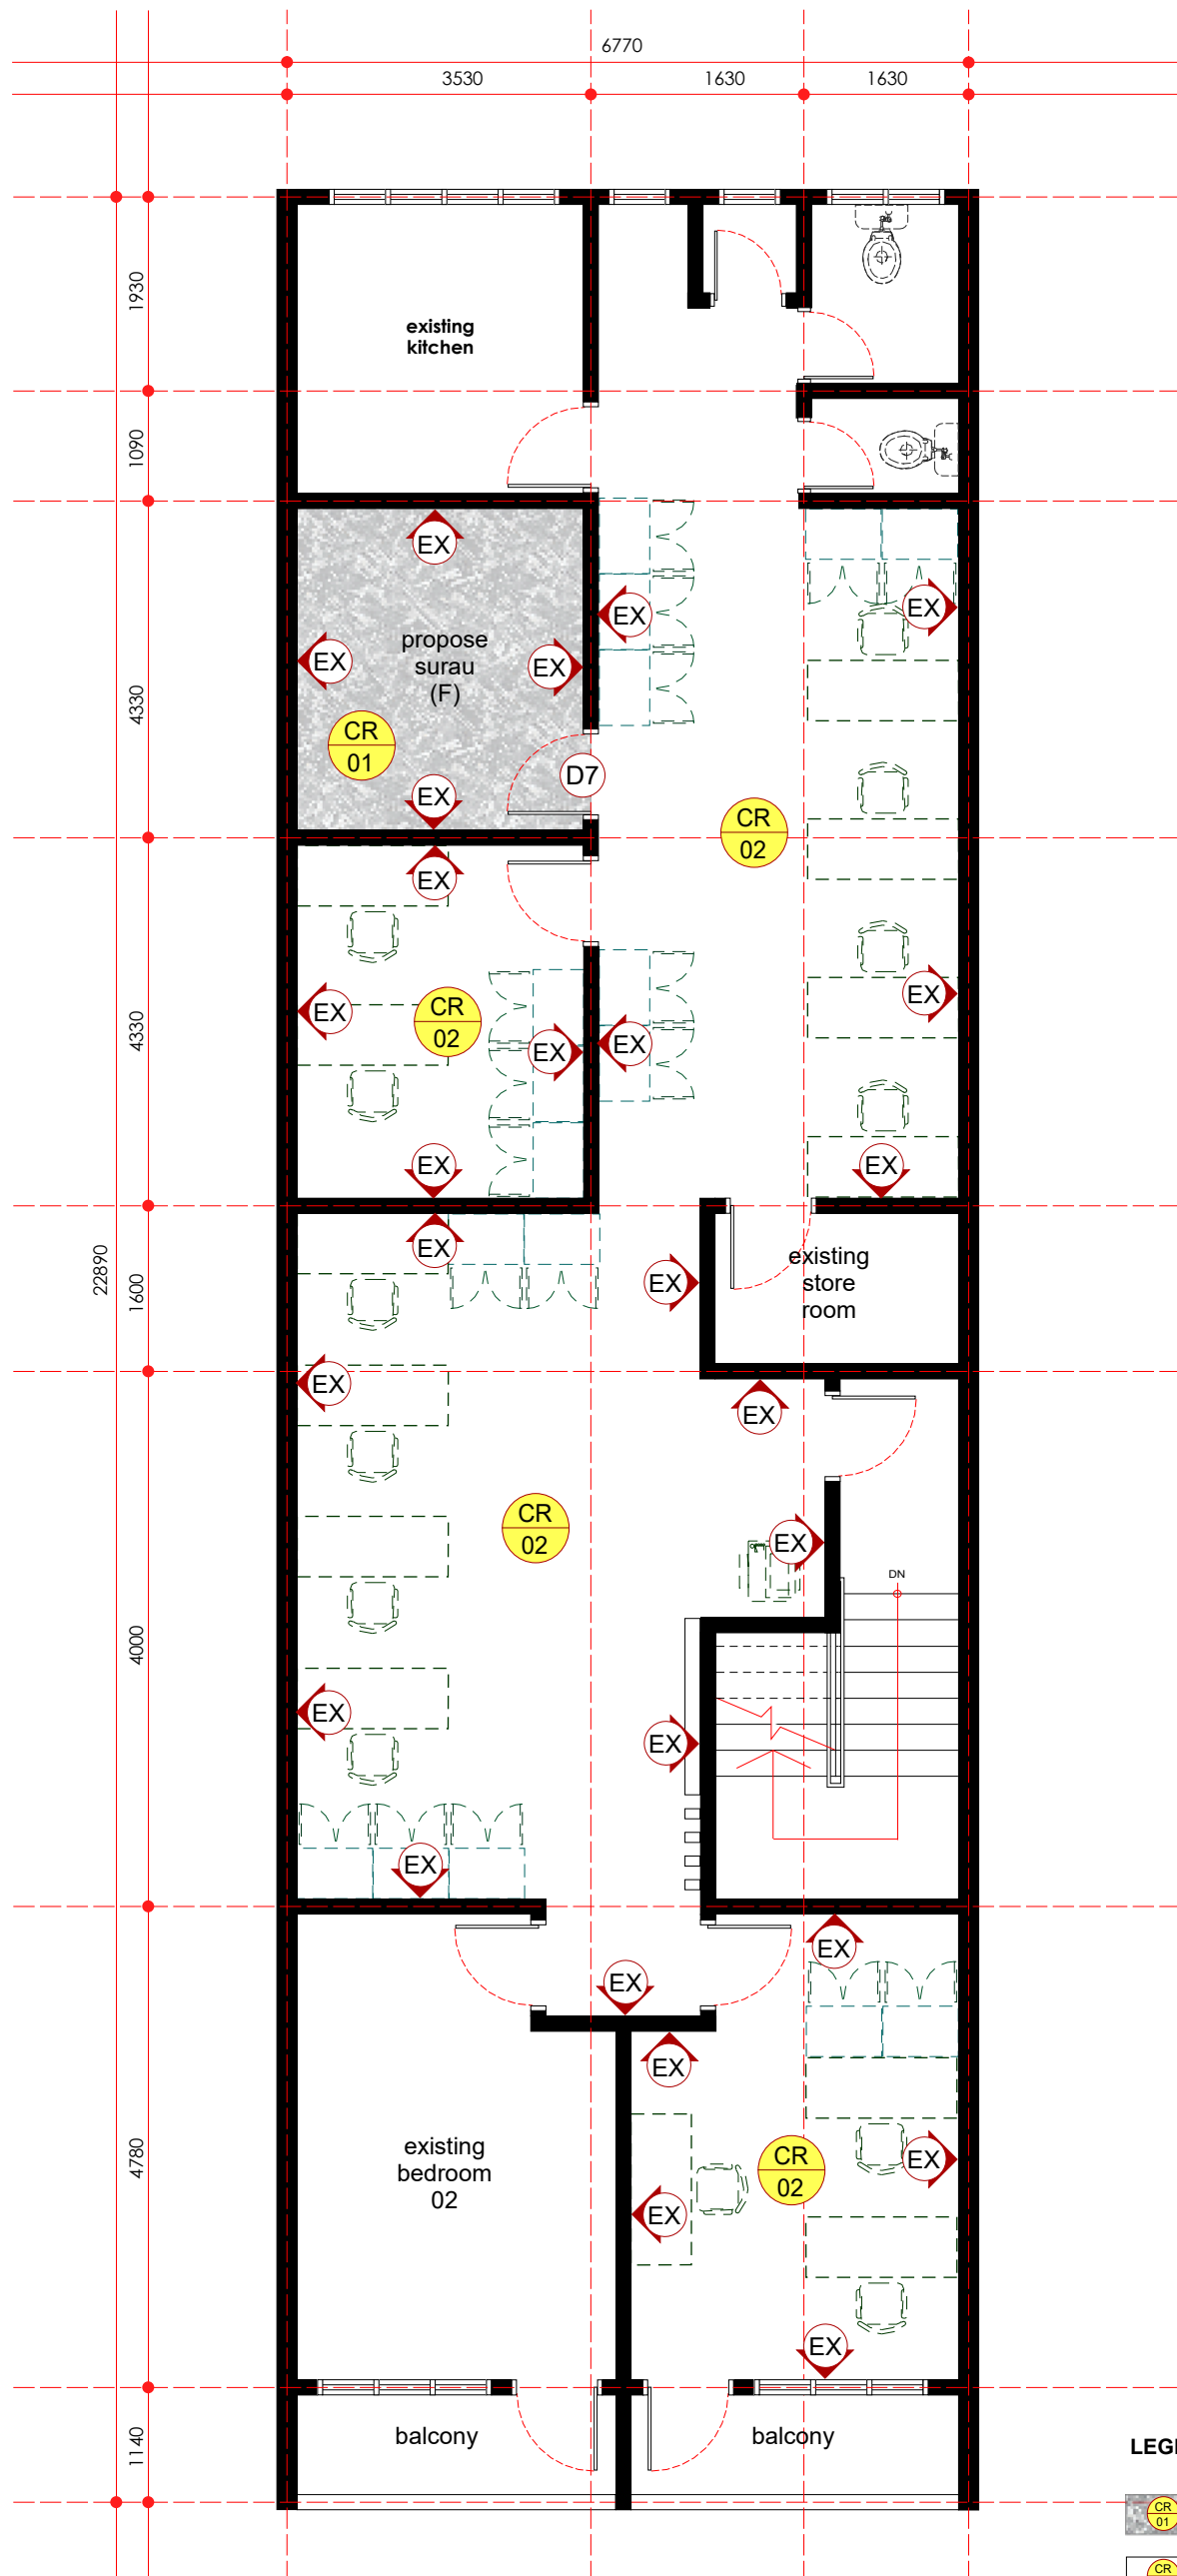 6770
3530
1630
1630
1930
existing
kitchen
1090
EX
EX
EX
propose
surau
(F)
EX
EX
EX
4330
CR
01
D7
EX
CR
02
EX
EX
CR
02
EX
EX
EX
4330
EX
EX
EX
existing
store
room
EX
22890
1600
EX
EX
CR
02
EX
DN
4000
EX
EX
EX
EX
EX
EX
existing
bedroom
02
CR
02
EX
4780
EX
EX
balcony
balcony
1140
CR
01
CR